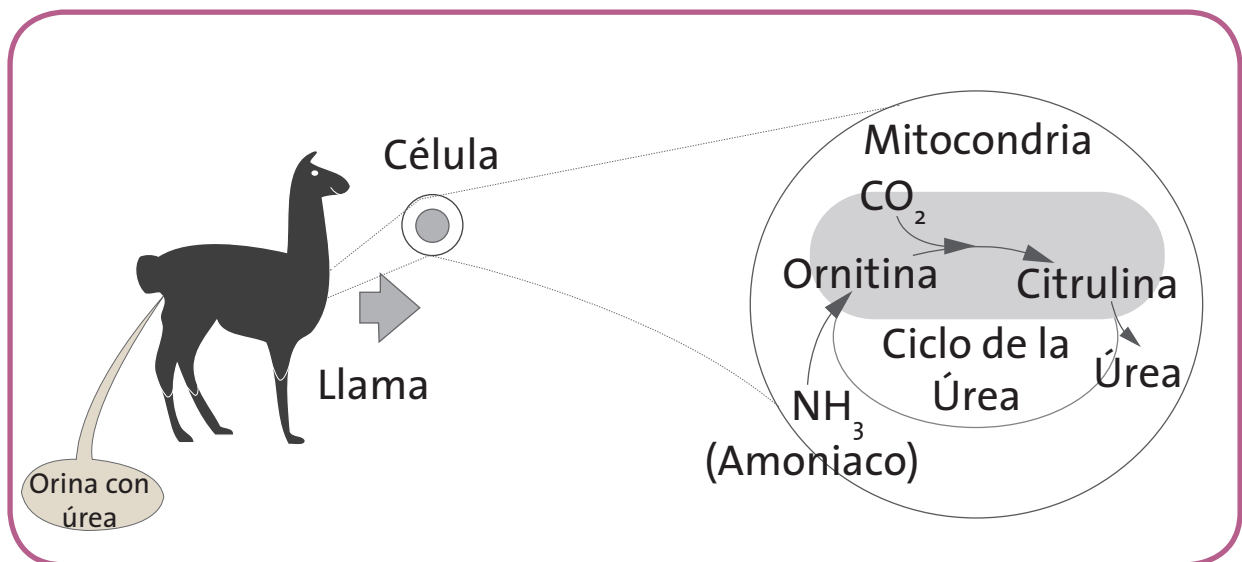 Célula
Llama
Orina con
úrea
Mitocondria
CO₂
Ornitina
Citrulina
Ciclo de la
Úrea
Úrea
NH₃
(Amoniaco)